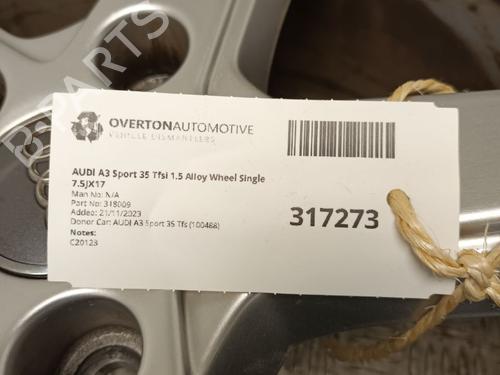 OVERTONAUTOMOTIVE
VEHICLE DISMANTLERS
AUDI A3 Sport 35 Tfsi 1.5 Alloy Wheel Single
7.5JX17
Man No: N/A
Part No: 318009
Added: 21/11/2023
Donor Car: AUDI A3 Sport 35 Tfs (100468)
Notes:
C20123
317273